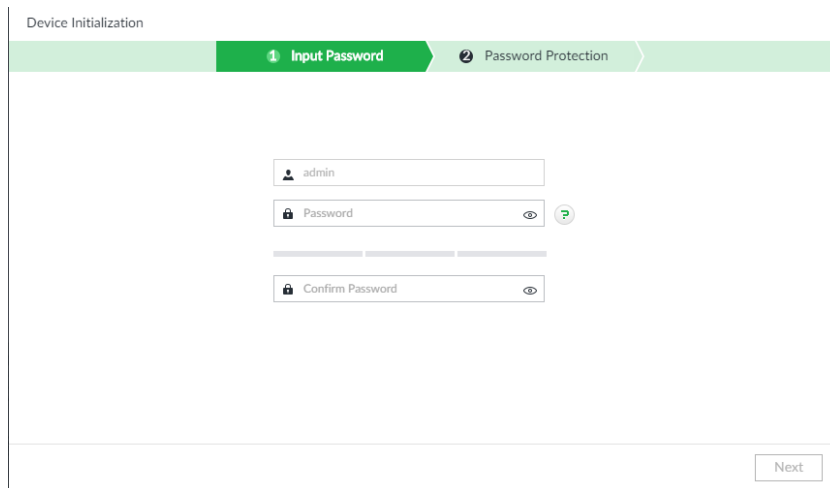 Device Initialization
1 Input Password 2 Password Protection
admin
Password ?
Confirm Password
Next